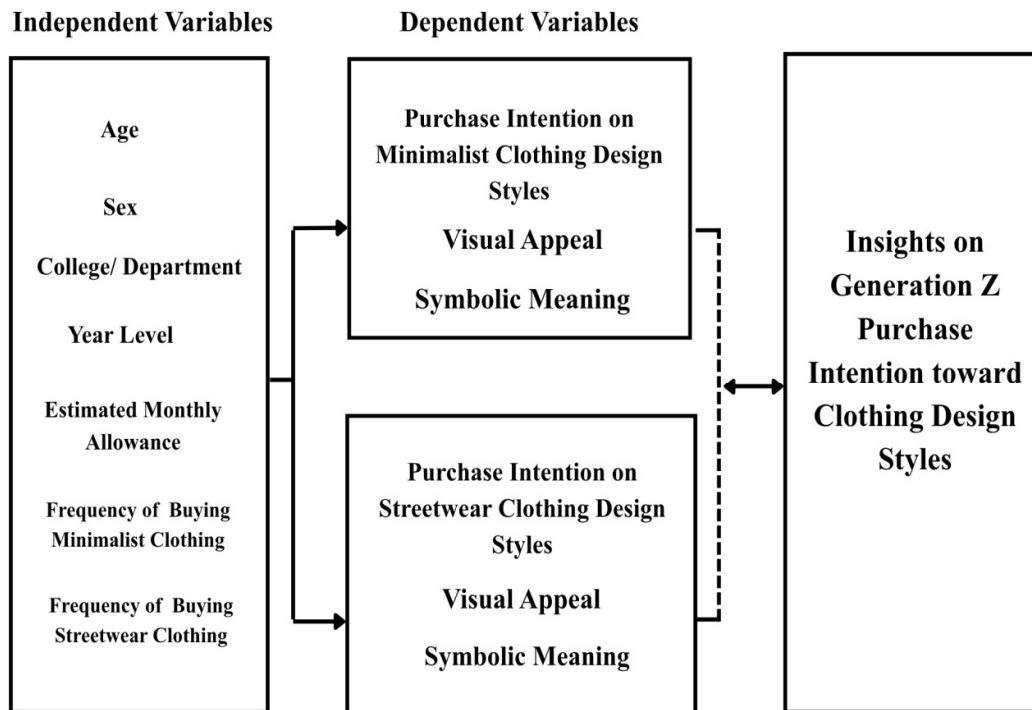 Independent Variables
Age
Sex
College/ Department
Year Level
Estimated Monthly
Allowance
Frequency of Buying
Minimalist Clothing
Frequency of Buying
Streetwear Clothing
Dependent Variables
Purchase Intention on
Minimalist Clothing Design
Styles
Visual Appeal
Symbolic Meaning
Purchase Intention on
Streetwear Clothing Design
Styles
Visual Appeal
Symbolic Meaning
Insights on
Generation Z
Purchase
Intention toward
Clothing Design
Styles